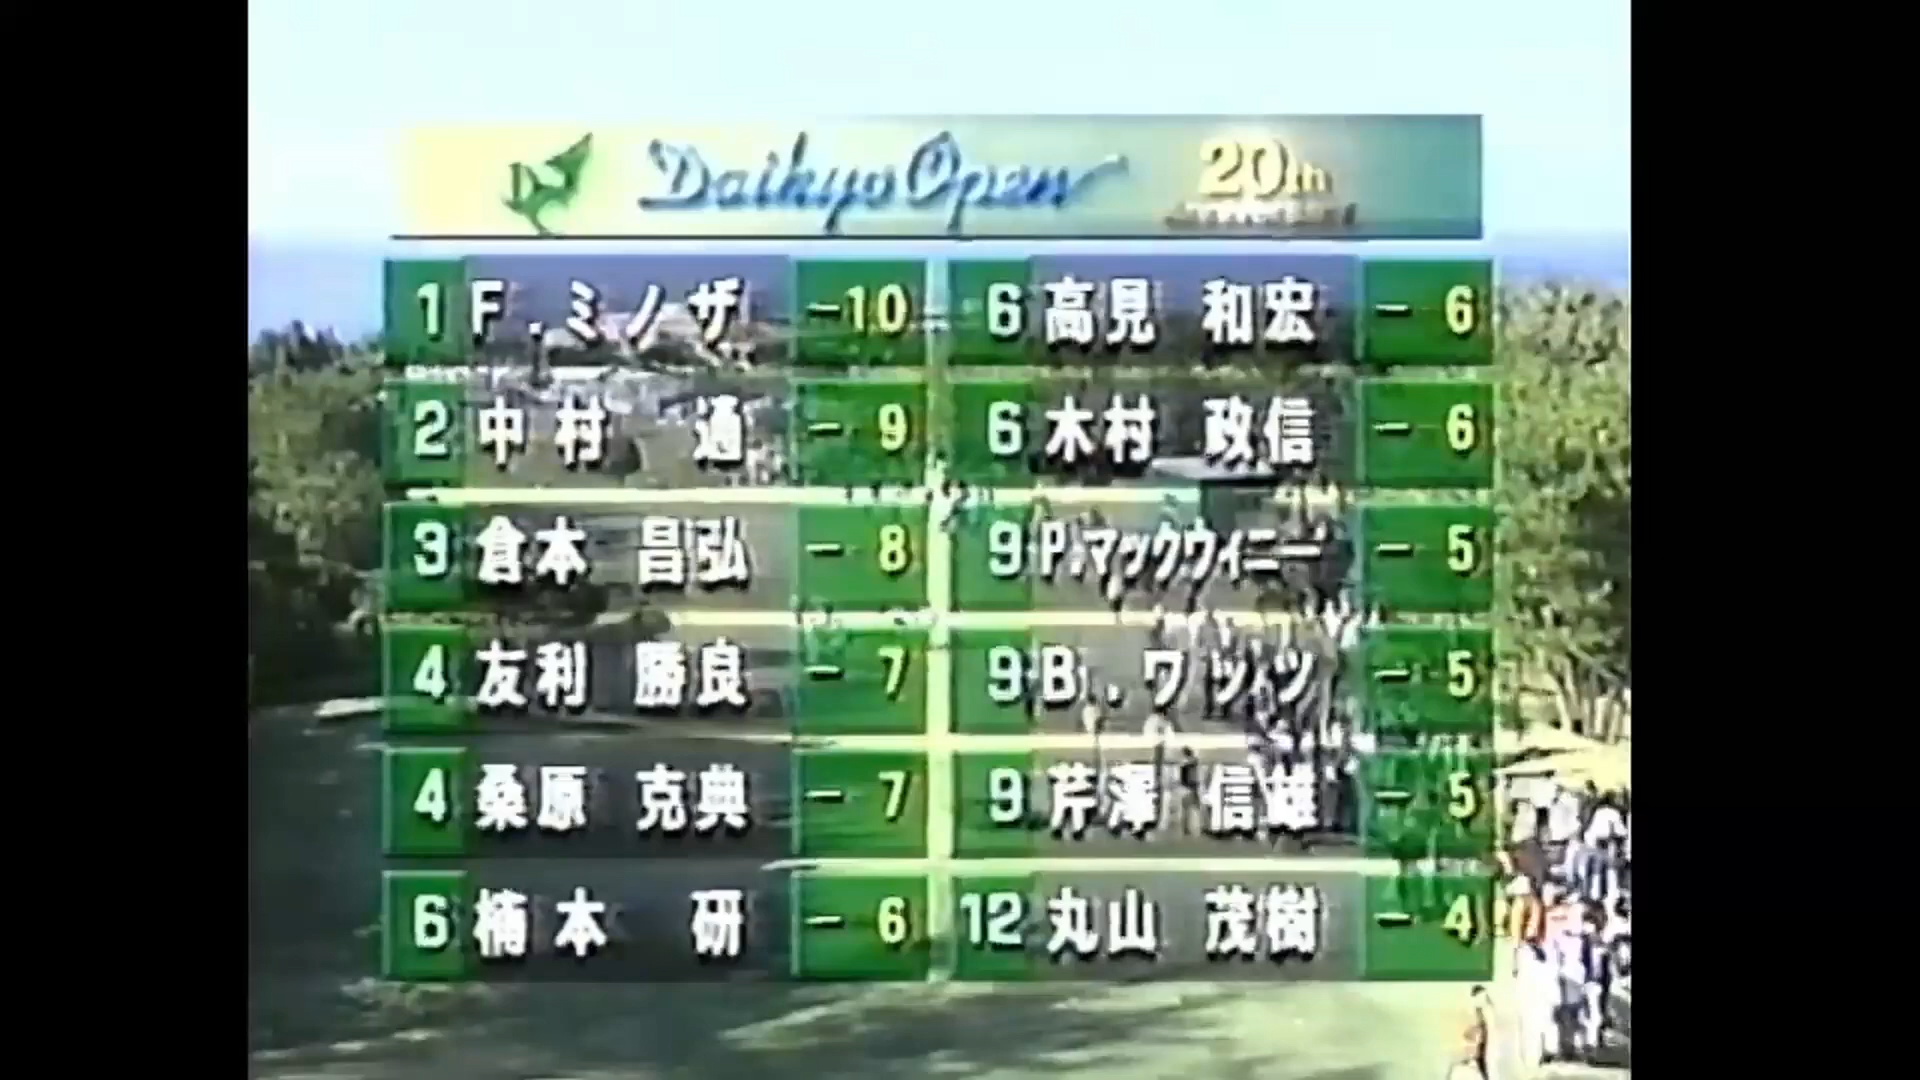 Daikyo Open 20th
1 F.ミノザ -10
2 中村 通 -9
3 倉本 昌弘 -8
4 友利 勝良 -7
4 桑原 克典 -7
6 楠本 研 -6
6 高見 和宏 -6
6 木村 政信 -6
9 P.マックウィニー -5
9 B.ワッツ -5
9 芹澤 信雄 -5
12 丸山 茂樹 -4